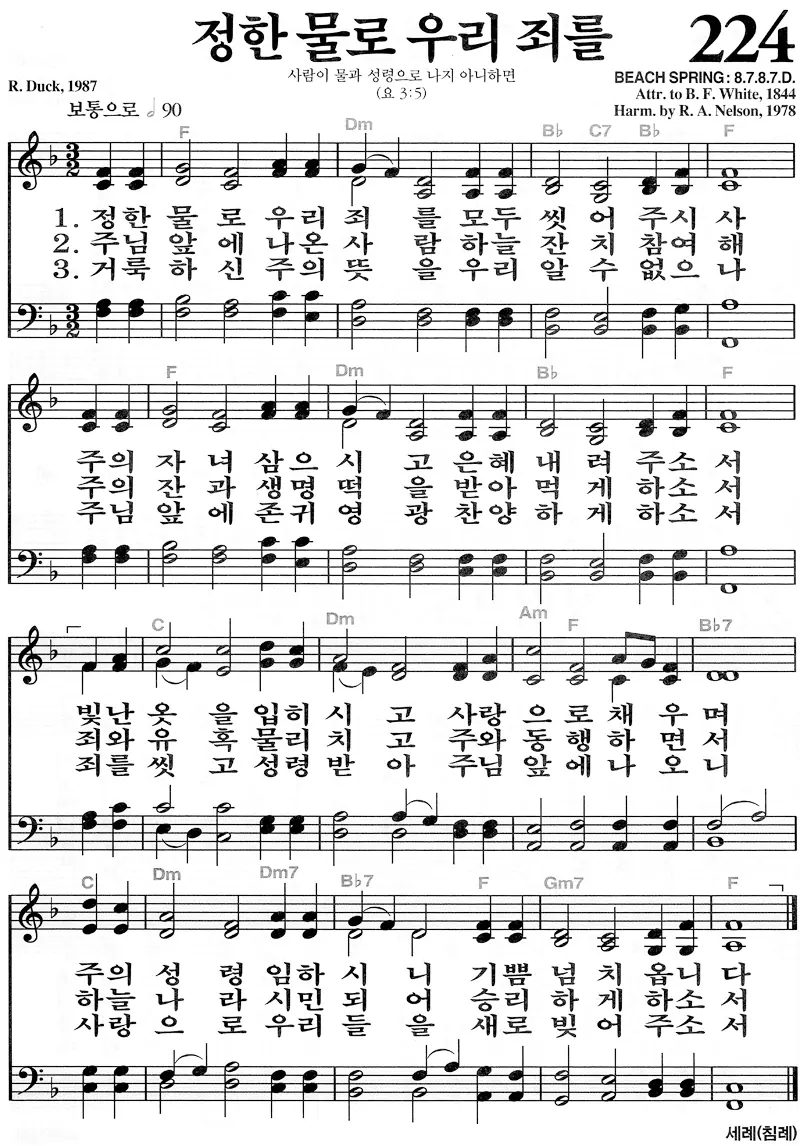 정한 물로 우리 죄를
224
사람이 물과 성령으로 나지 아니하면
(요 3:5)
R. Duck, 1987
BEACH SPRING : 8.7.8.7.D.
Attr. to B. F. White, 1844
Harm. by R. A. Nelson, 1978
보통으로 𝅗𝅥 90
F Dm B♭ C7 B♭ F
1. 정한 물 로 우리 죄 를 모두 씻 어 주시 사
2. 주님 앞 에 나온 사 람 하늘 잔 치 참여 해
3. 거룩 하 신 주의 뜻 을 우리 알 수 없으 나
F Dm B♭ F
주의 자 녀 삼으 시 고 은혜 내 려 주소 서
주의 잔 과 생명 떡 을 받아 먹 게 하소 서
주님 앞 에 존귀 영 광 찬양 하 게 하소 서
C Dm Am F B♭7
빛난 옷 을 입히 시 고 사랑 으 로 채 우 며
죄와 유 혹 물리 치 고 주와 동 행 하 면 서
죄를 씻 고 성령 받 아 주님 앞 에 나 오 니
C Dm Dm7 B♭7 F Gm7 F
주의 성 령 임하 시 니 기쁨 넘 치 옵니 다
하늘 나 라 시민 되 어 승리 하 게 하소 서
사랑 으 로 우리 들 을 새로 빚 어 주소 서
세례(침례)